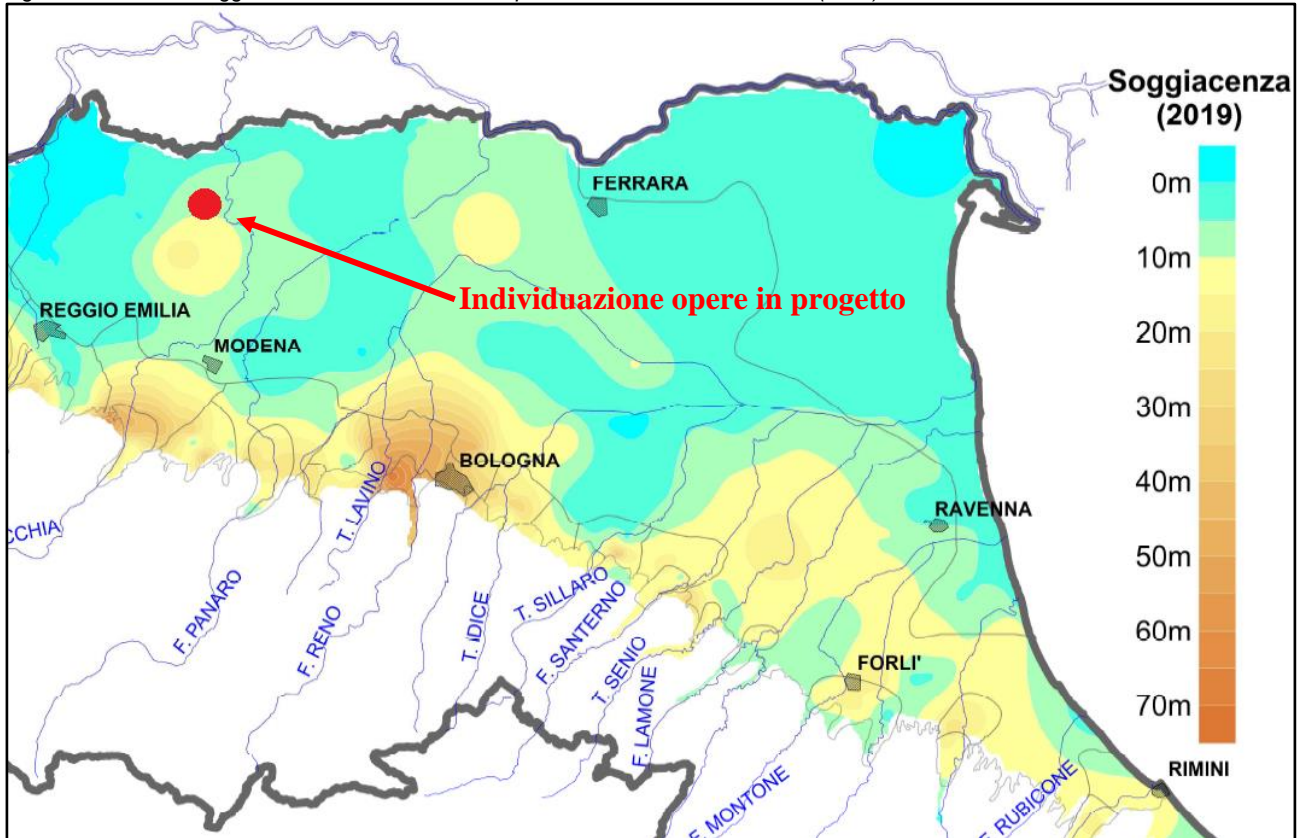 Soggiacenza
(2019)
0m
10m
20m
30m
40m
50m
60m
70m
FERRARA
Individuazione opere in progetto
REGGIO EMILIA
MODENA
BOLOGNA
RAVENNA
FORLI'
RIMINI
CCHIA
F. PANARO
T. LAVINO
F. RENO
T. IDICE
T. SILLARO
F. SANTERNO
T. SENIO
F. LAMONE
F. MONTONE
F. RUBICONE